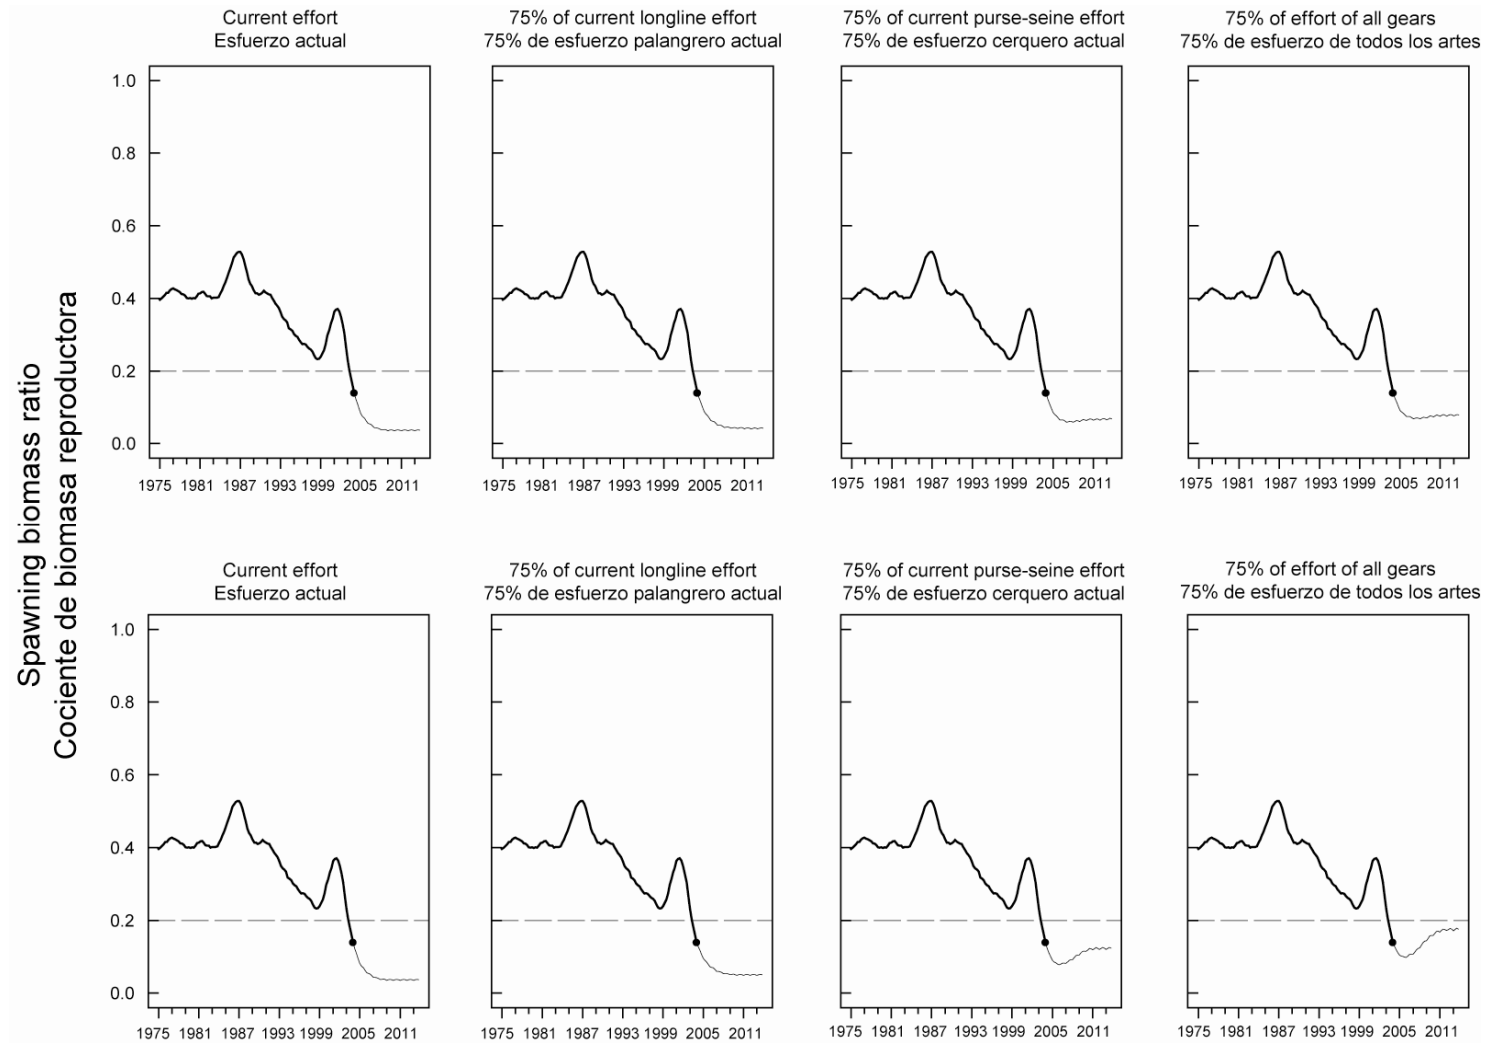 Spawning biomass ratio
Cociente de biomasa reproductora
Current effort
Esfuerzo actual
75% of current longline effort
75% de esfuerzo palangrero actual
75% of current purse-seine effort
75% de esfuerzo cerquero actual
75% of effort of all gears
75% de esfuerzo de todos los artes
1.0
0.8
0.6
0.4
0.2
0.0
1975 1981 1987 1993 1999 2005 2011
1975 1981 1987 1993 1999 2005 2011
1975 1981 1987 1993 1999 2005 2011
1975 1981 1987 1993 1999 2005 2011
Current effort
Esfuerzo actual
75% of current longline effort
75% de esfuerzo palangrero actual
75% of current purse-seine effort
75% de esfuerzo cerquero actual
75% of effort of all gears
75% de esfuerzo de todos los artes
1.0
0.8
0.6
0.4
0.2
0.0
1975 1981 1987 1993 1999 2005 2011
1975 1981 1987 1993 1999 2005 2011
1975 1981 1987 1993 1999 2005 2011
1975 1981 1987 1993 1999 2005 2011